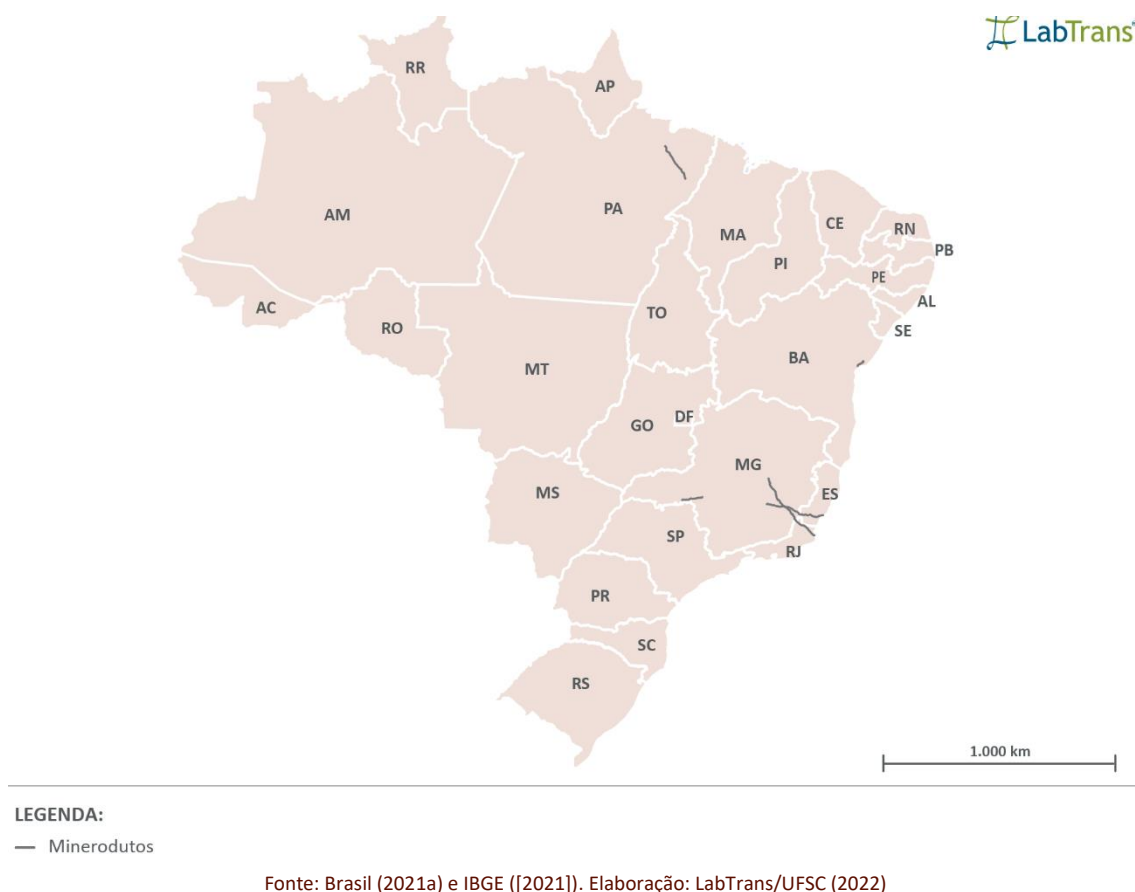 LabTrans
RR
AP
AM
PA
MA
CE
RN
PB
PI
PE
AL
SE
AC
RO
TO
BA
MT
GO
DF
MG
ES
MS
SP
RJ
PR
SC
RS
1.000 km
LEGENDA:
Minerodutos
Fonte: Brasil (2021a) e IBGE ([2021]). Elaboração: LabTrans/UFSC (2022)